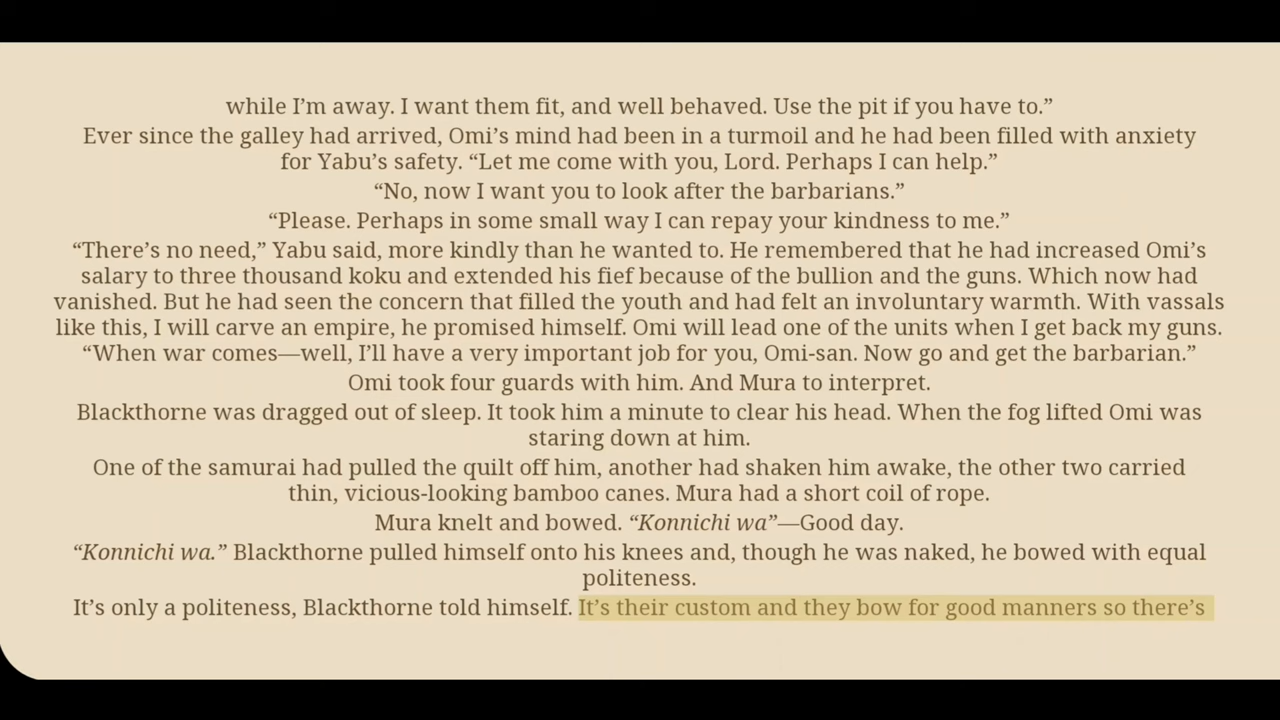 while I’m away. I want them fit, and well behaved. Use the pit if you have to.”
Ever since the galley had arrived, Omi’s mind had been in a turmoil and he had been filled with anxiety
for Yabu’s safety. “Let me come with you, Lord. Perhaps I can help.”
“No, now I want you to look after the barbarians.”
“Please. Perhaps in some small way I can repay your kindness to me.”
“There’s no need,” Yabu said, more kindly than he wanted to. He remembered that he had increased Omi’s
salary to three thousand koku and extended his fief because of the bullion and the guns. Which now had
vanished. But he had seen the concern that filled the youth and had felt an involuntary warmth. With vassals
like this, I will carve an empire, he promised himself. Omi will lead one of the units when I get back my guns.
“When war comes—well, I’ll have a very important job for you, Omi-san. Now go and get the barbarian.”
Omi took four guards with him. And Mura to interpret.
Blackthorne was dragged out of sleep. It took him a minute to clear his head. When the fog lifted Omi was
staring down at him.
One of the samurai had pulled the quilt off him, another had shaken him awake, the other two carried
thin, vicious-looking bamboo canes. Mura had a short coil of rope.
Mura knelt and bowed. “Konnichi wa”—Good day.
“Konnichi wa.” Blackthorne pulled himself onto his knees and, though he was naked, he bowed with equal
politeness.
It’s only a politeness, Blackthorne told himself. It’s their custom and they bow for good manners so there’s